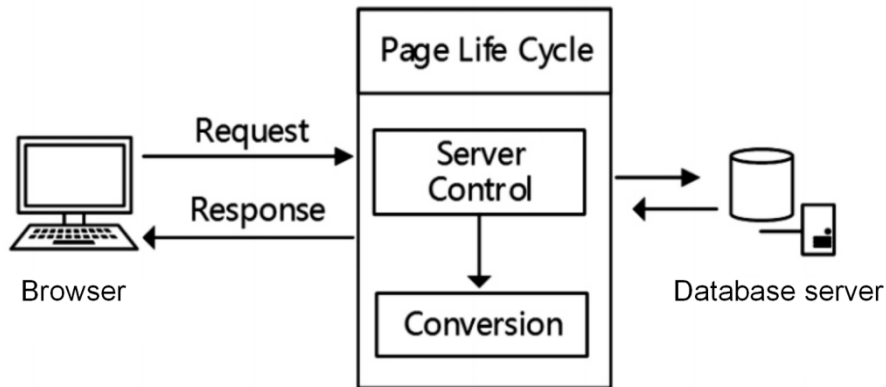 Page Life Cycle
Request
Server
Control
Response
Browser
Conversion
Database server